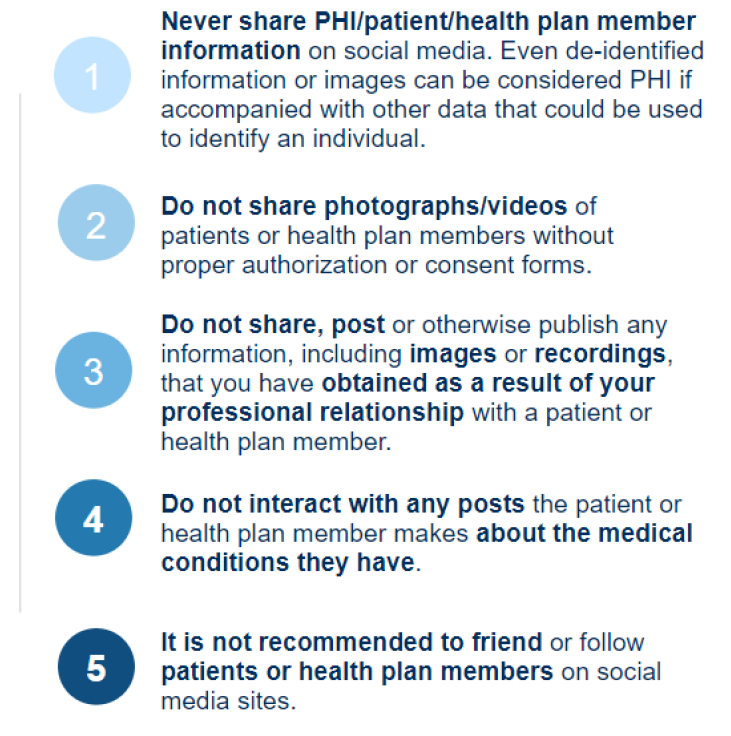 Never share PHI/patient/health plan member
information on social media. Even de-identified
1
information or images can be considered PHI if
accompanied with other data that could be used
to identify an individual.
Do not share photographs/videos of
2
patients or health plan members without
proper authorization or consent forms.
Do not share, post or otherwise publish any
information, including images or recordings,
3
that you have obtained as a result of your
professional relationship with a patient or
health plan member.
Do not interact with any posts the patient or
4
health plan member makes about the medical
conditions they have.
It is not recommended to friend or follow
5
patients or health plan members on social
media sites.